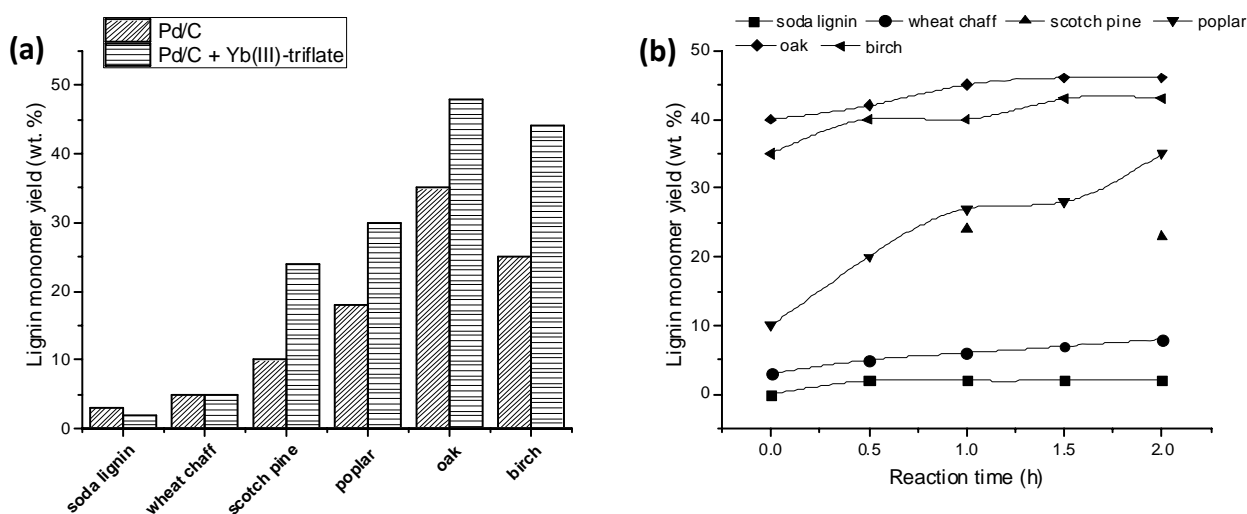 (a)
Pd/C
Pd/C + Yb(III)-triflate
Lignin monomer yield (wt. %)
50
40
30
20
10
0
soda lignin
wheat chaff
scotch pine
poplar
oak
birch
(b)
soda lignin wheat chaff scotch pine poplar
oak birch
Lignin monomer yield (wt. %)
50
40
30
20
10
0
0.0 0.5 1.0 1.5 2.0
Reaction time (h)